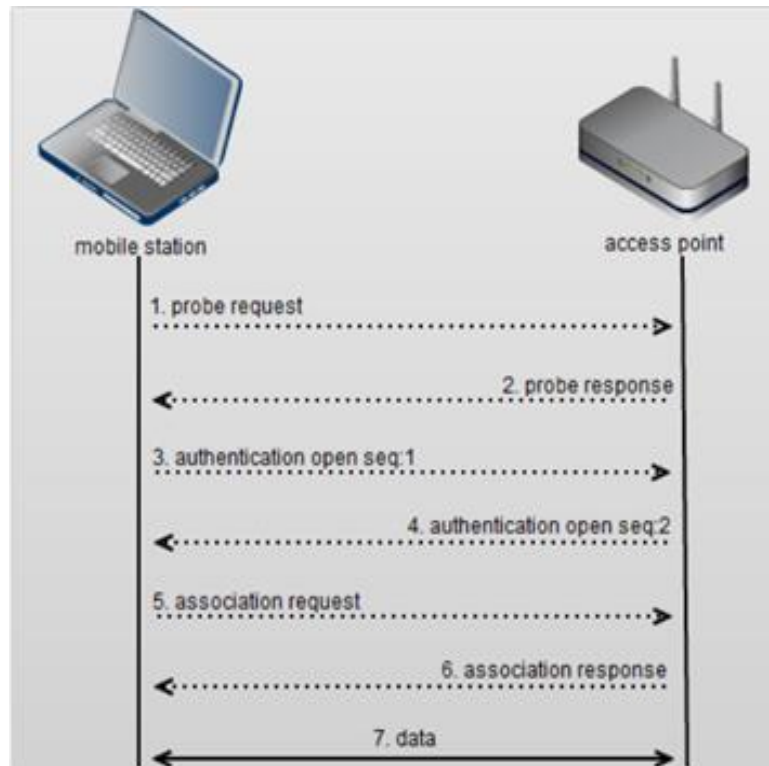 mobile station
access point
1. probe request
2. probe response
3. authentication open seq:1
4. authentication open seq:2
5. association request
6. association response
7. data